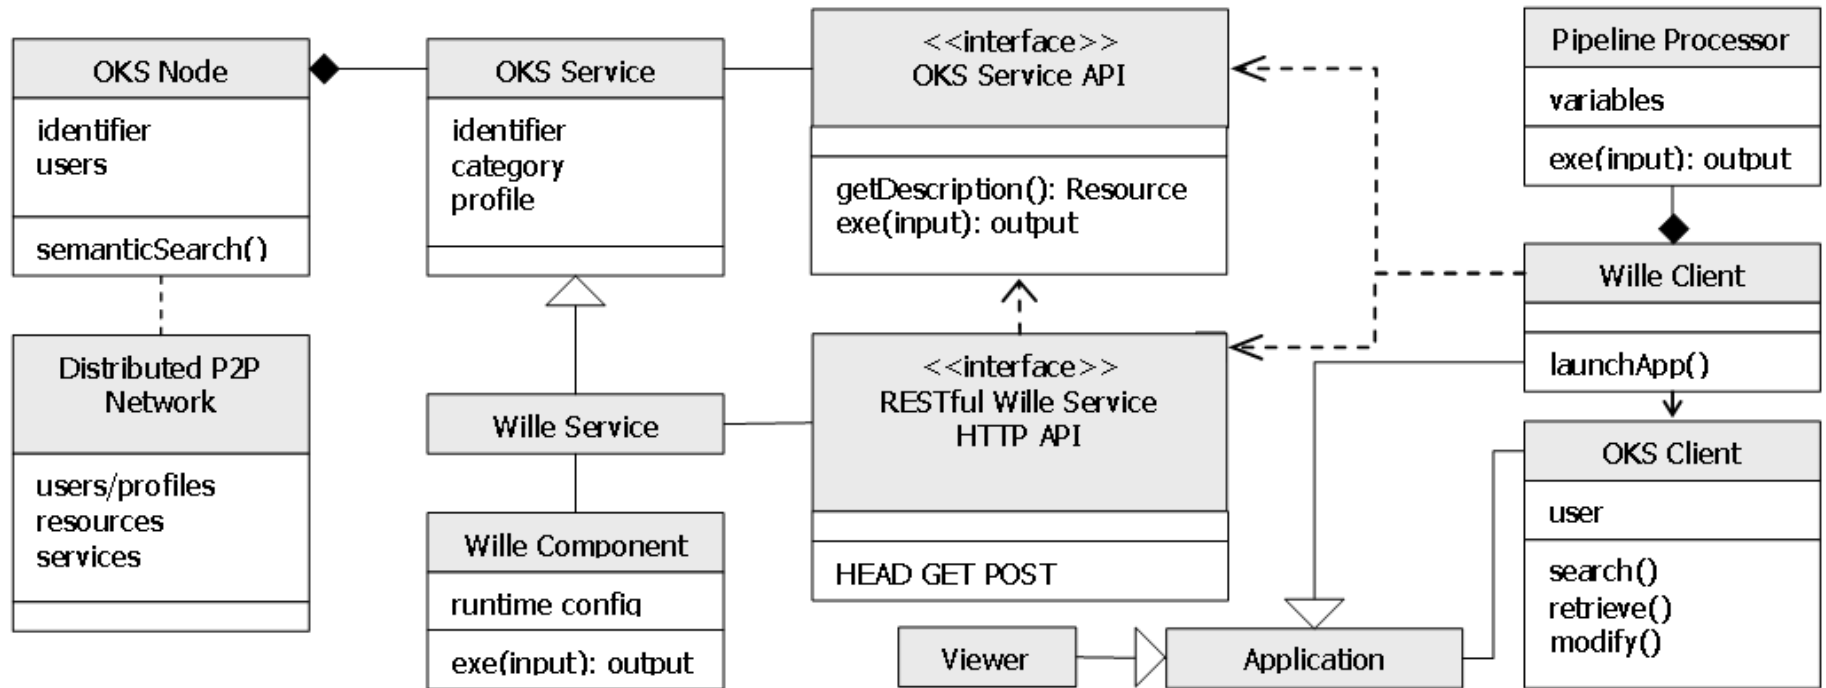 OKS Node
identifier
users
semanticSearch()
Distributed P2P
Network
users/profiles
resources
services
OKS Service
identifier
category
profile
Wille Service
Wille Component
runtime config
exe(input): output
<<interface>>
OKS Service API
getDescription(): Resource
exe(input): output
<<interface>>
RESTful Wille Service
HTTP API
HEAD GET POST
Viewer
Application
Pipeline Processor
variables
exe(input): output
Wille Client
launchApp()
OKS Client
user
search()
retrieve()
modify()